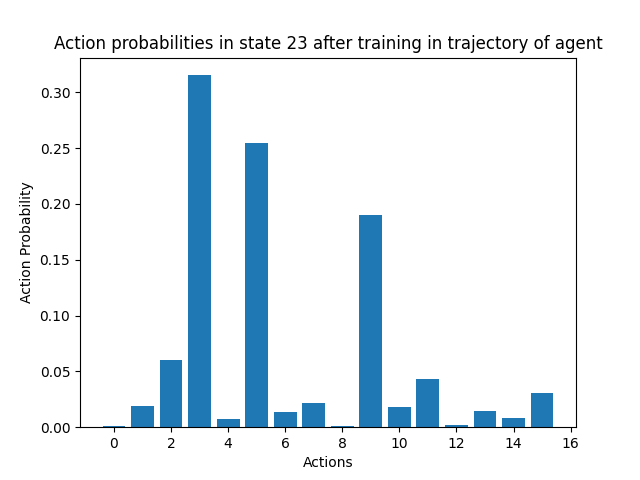 Action probabilities in state 23 after training in trajectory of agent
0.30
0.25
0.20
0.15
0.10
0.05
0.00
Action Probability
0 2 4 6 8 10 12 14 16
Actions